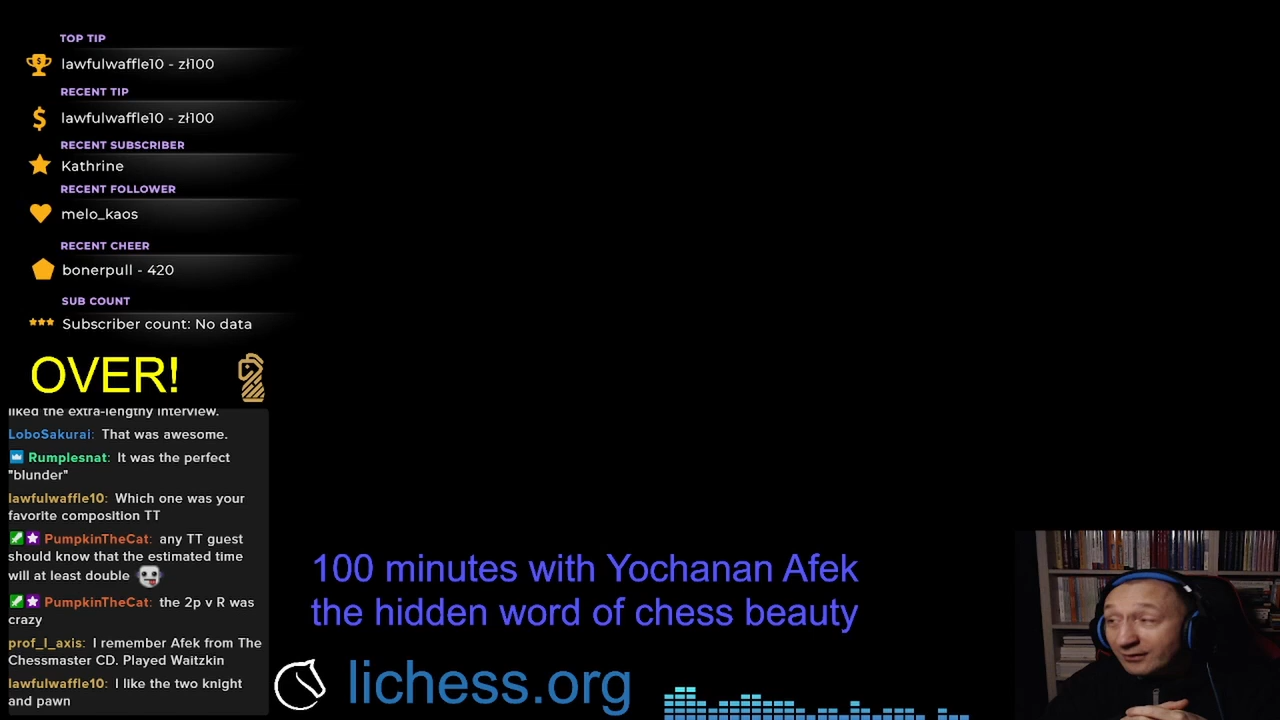 TOP TIP
lawfulwaffle10 - zł100
RECENT TIP
lawfulwaffle10 - zł100
RECENT SUBSCRIBER
Kathrine
RECENT FOLLOWER
melo_kaos
RECENT CHEER
bonerpull - 420
SUB COUNT
Subscriber count: No data
OVER!
liked the extra-lengthy interview.
LoboSakurai: That was awesome.
Rumplesnat: It was the perfect
"blunder"
lawfulwaffle10: Which one was your
favorite composition TT
PumpkinTheCat: any TT guest
should know that the estimated time
will at least double
PumpkinTheCat: the 2p v R was
crazy
prof_l_axis: I remember Afek from The
Chessmaster CD. Played Waitzkin
lawfulwaffle10: I like the two knight
and pawn
100 minutes with Yochanan Afek
the hidden word of chess beauty
lichess.org